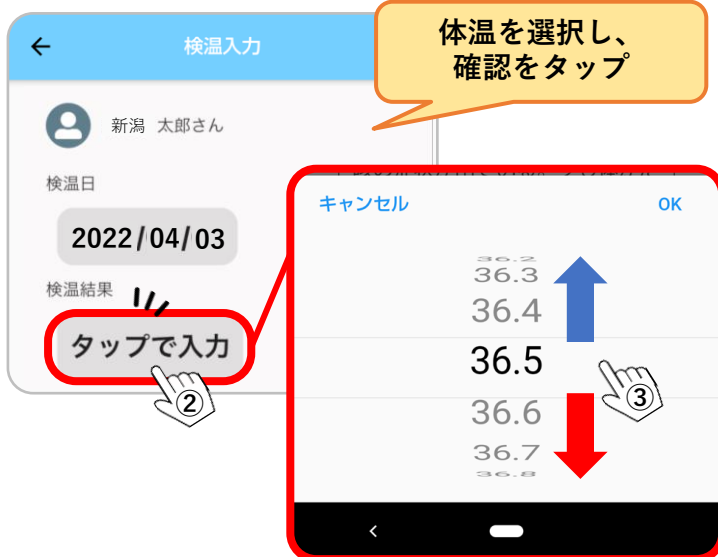 体温を選択し、
確認をタップ
検温入力
新潟 太郎さん
検温日
2022/04/03
検温結果
タップで入力
②
キャンセル
OK
36.2
36.3
36.4
36.5
③
36.6
36.7
36.8